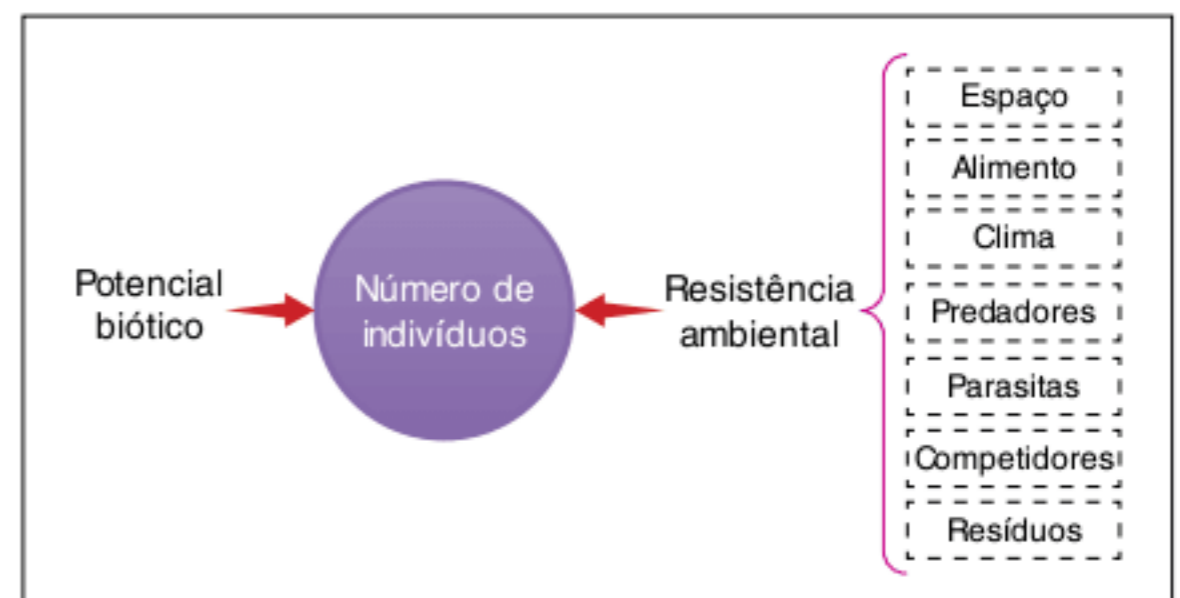 Potencial
biótico
Número de
indivíduos
Resistência
ambiental
Espaço
Alimento
Clima
Predadores
Parasitas
Competidores
Resíduos